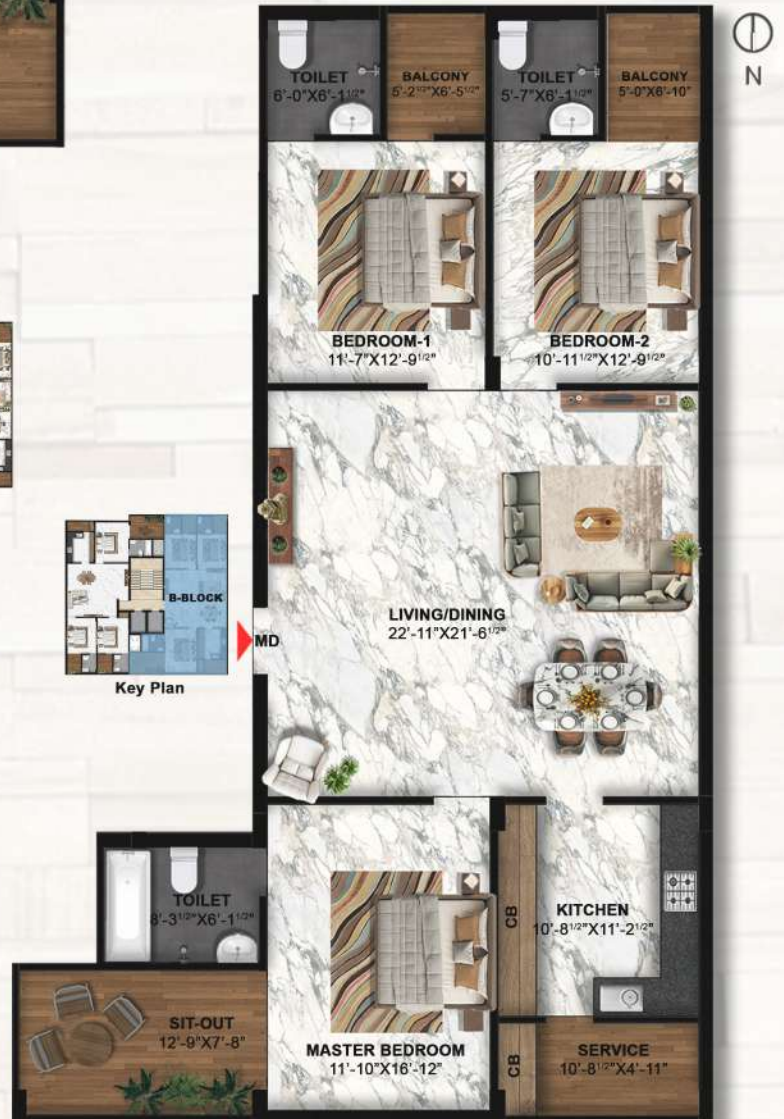 N
TOILET
6'-0"X6'-1 1/2"
BALCONY
5'-2 1/2"X6'-5 1/2"
TOILET
5'-7"X6'-1 1/2"
BALCONY
5'-0"X6'-10"
BEDROOM-1
11'-7"X12'-9 1/2"
BEDROOM-2
10'-11 1/2"X12'-9 1/2"
LIVING/DINING
22'-11"X21'-6 1/2"
B-BLOCK
Key Plan
MD
TOILET
8'-3 1/2"X6'-1 1/2"
SIT-OUT
12'-9"X7'-8"
MASTER BEDROOM
11'-10"X16'-12"
CB
KITCHEN
10'-8 1/2"X11'-2 1/2"
CB
SERVICE
10'-8 1/2"X4'-11"